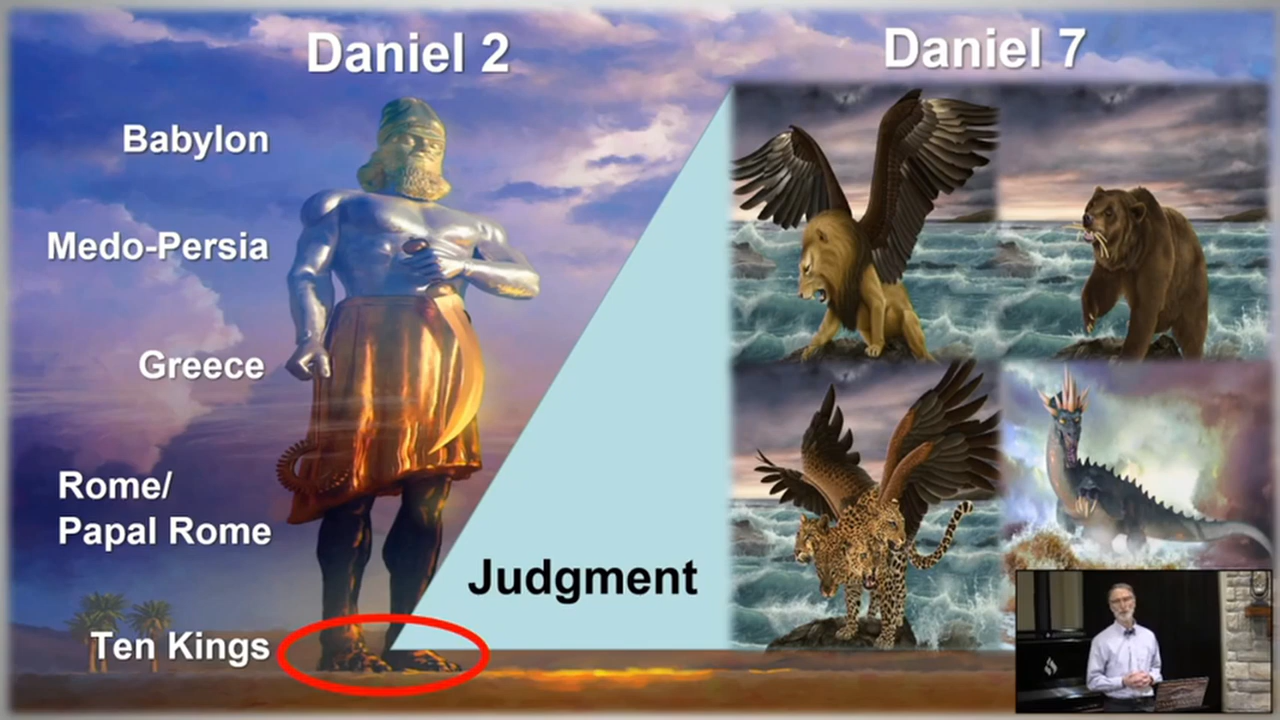 Daniel 2
Daniel 7
Babylon
Medo-Persia
Greece
Rome/
Papal Rome
Judgment
Ten Kings